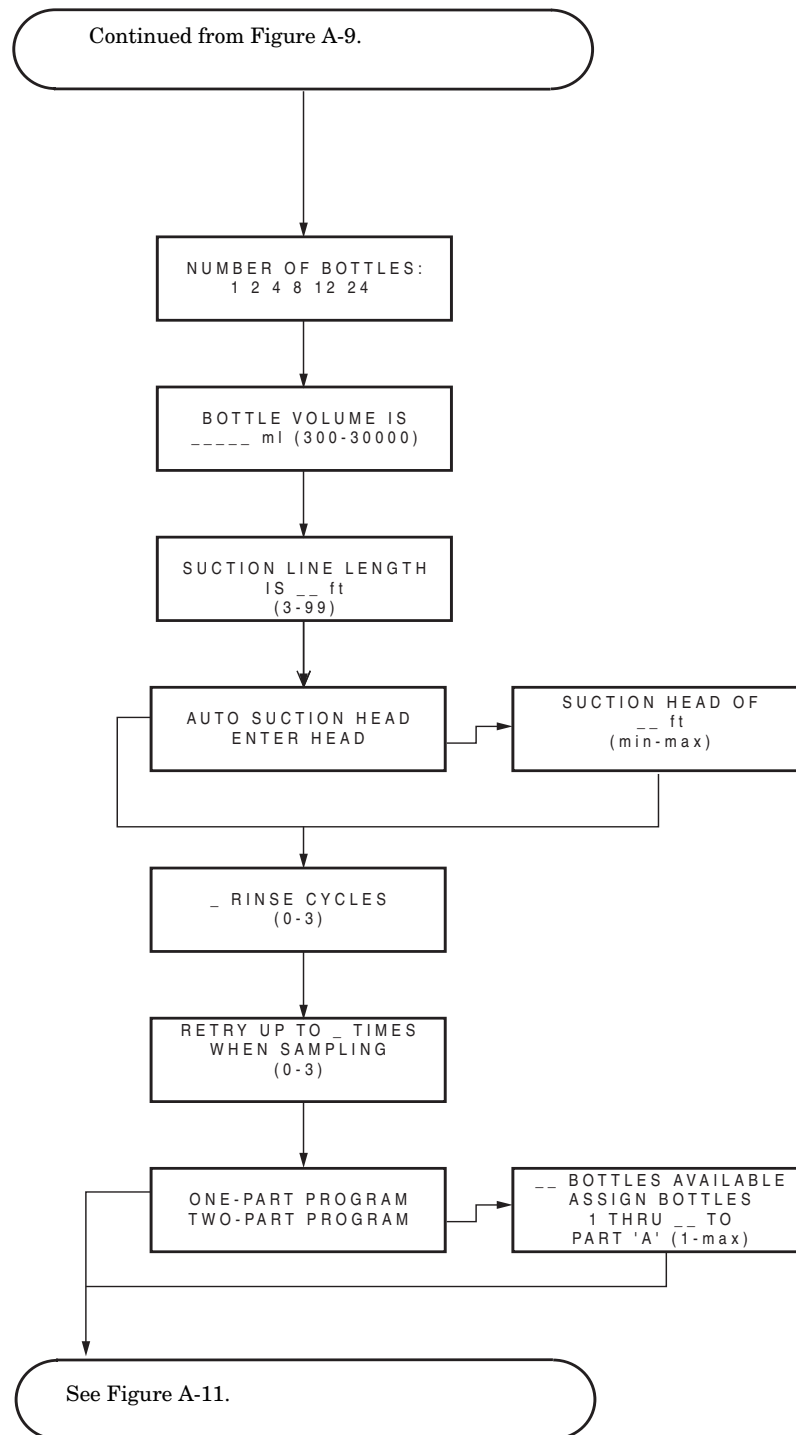 Continued from Figure A-9.
NUMBER OF BOTTLES:
1 2 4 8 12 24
BOTTLE VOLUME IS
_____ ml (300-30000)
SUCTION LINE LENGTH
IS __ ft
(3-99)
AUTO SUCTION HEAD
ENTER HEAD
SUCTION HEAD OF
__ ft
(min-max)
_ RINSE CYCLES
(0-3)
RETRY UP TO _ TIMES
WHEN SAMPLING
(0-3)
ONE-PART PROGRAM
TWO-PART PROGRAM
__ BOTTLES AVAILABLE
ASSIGN BOTTLES
1 THRU __ TO
PART 'A' (1-max)
See Figure A-11.